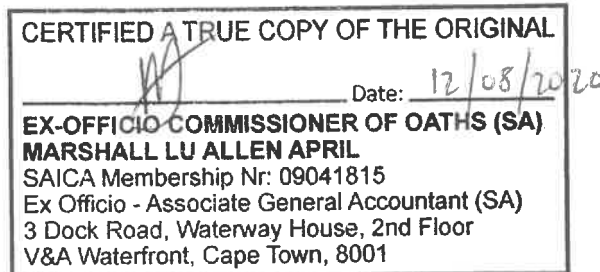 CERTIFIED A TRUE COPY OF THE ORIGINAL
Date: 12/08/2020
EX-OFFICIO COMMISSIONER OF OATHS (SA)
MARSHALL LU ALLEN APRIL
SAICA Membership Nr: 09041815
Ex Officio - Associate General Accountant (SA)
3 Dock Road, Waterway House, 2nd Floor
V&A Waterfront, Cape Town, 8001